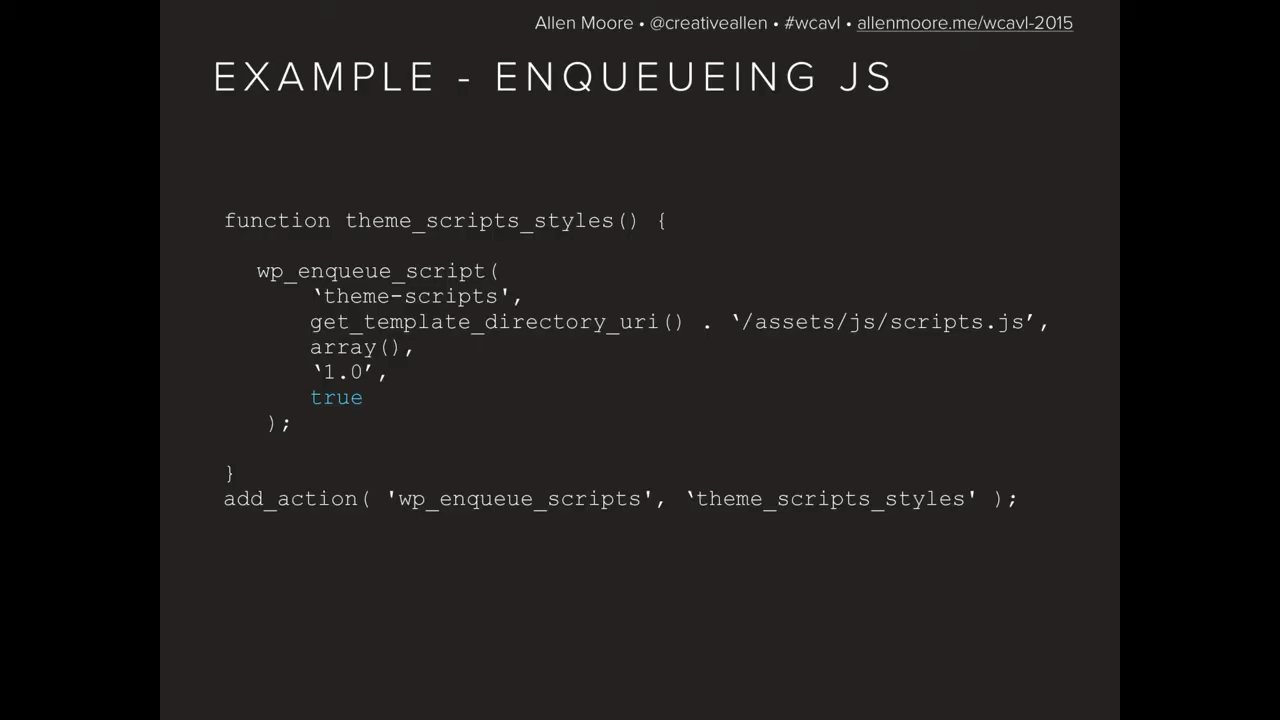 Allen Moore • @creativeallen • #wcavl • allenmoore.me/wcavl-2015
EXAMPLE - ENQUEUEING JS
function theme_scripts_styles() {
wp_enqueue_script(
‘theme-scripts',
get_template_directory_uri() . ‘/assets/js/scripts.js’,
array(),
‘1.0’,
true
);
}
add_action( 'wp_enqueue_scripts', ‘theme_scripts_styles' );